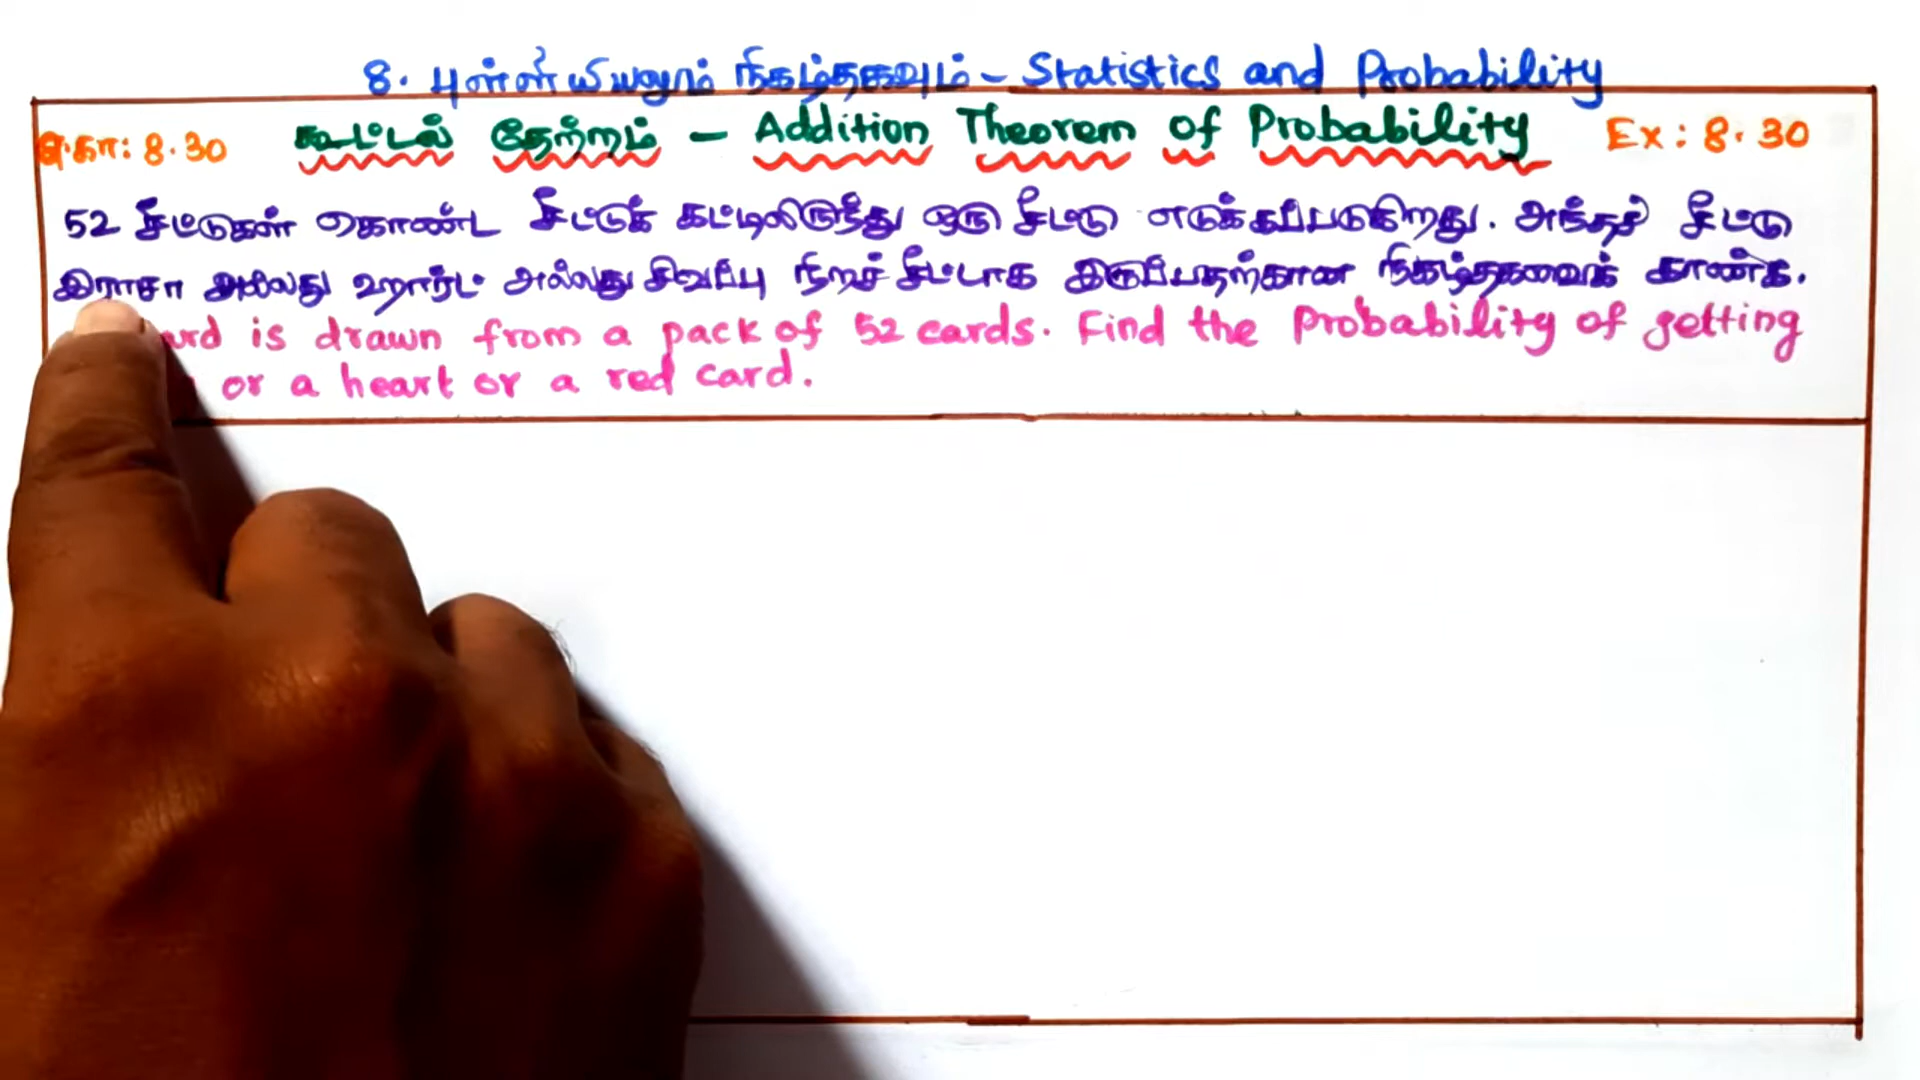 8. புள்ளியியலும் நிகழ்தகவும் - Statistics and Probability
எ.கா: 8.30 கூட்டல் தேற்றம் - Addition Theorem of Probability Ex: 8.30
52 சீட்டுகள் கொண்ட சீட்டுக் கட்டிலிருந்து ஒரு சீட்டு எடுக்கப்படுகிறது. அந்தச் சீட்டு
இராசா அல்லது ஹார்ட் அல்லது சிவப்பு நிறச் சீட்டாக இருப்பதற்கான நிகழ்தகவைக் காண்க.
is drawn from a pack of 52 cards. Find the Probability of getting
or a heart or a red card.